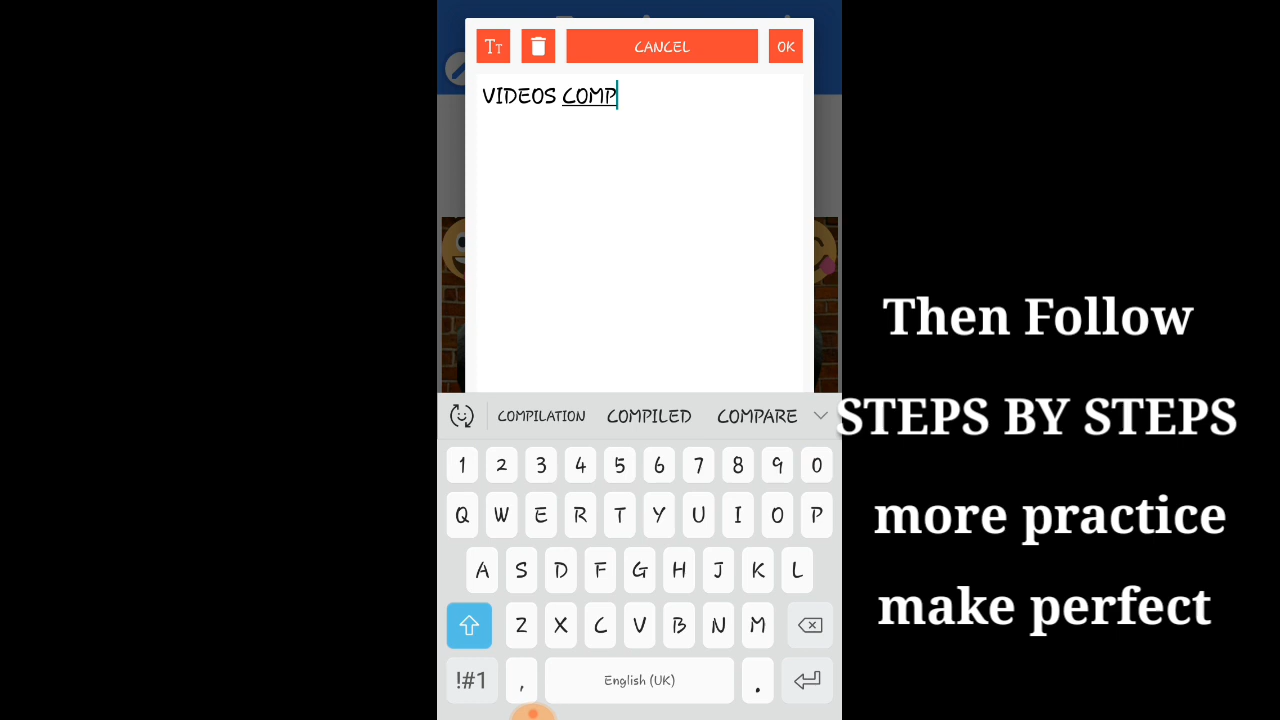 TT
CANCEL
OK
VIDEOS COMP
COMPILATION COMPILED COMPARE
1 2 3 4 5 6 7 8 9 0
Q W E R T Y U I O P
A S D F G H J K L
Z X C V B N M
!#1 , English (UK) .
Then Follow
STEPS BY STEPS
more practice
make perfect